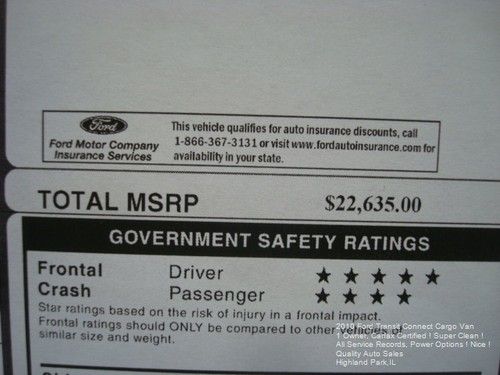 Ford
Ford Motor Company
Insurance Services
This vehicle qualifies for auto insurance discounts, call
1-866-367-3131 or visit www.fordautoinsurance.com for
availability in your state.
TOTAL MSRP $22,635.00
GOVERNMENT SAFETY RATINGS
Frontal Driver ★★★★★
Crash Passenger ★★★★
Star ratings based on the risk of injury in a frontal impact.
Frontal ratings should ONLY be compared to other vehicles of
similar size and weight.
2010 Ford Transit Connect Cargo Van
1 Owner, Carfax Certified ! Super Clean !
All Service Records, Power Options ! Nice !
Quality Auto Sales
Highland Park,IL